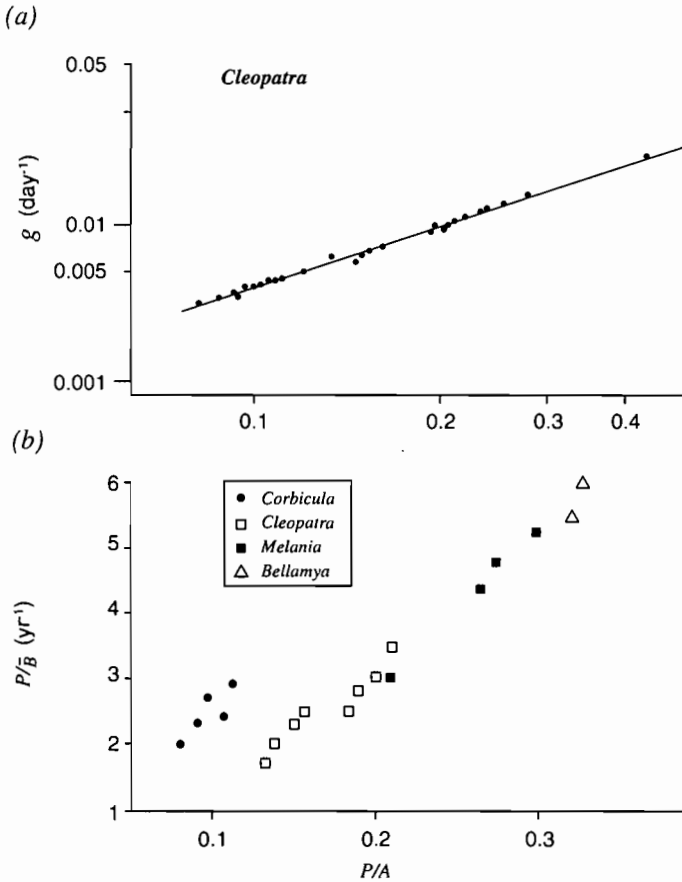 (a)
Cleopatra
0.05
0.01
0.005
0.001
g (day⁻¹)
0.1 0.2 0.3 0.4
(b)
6
5
4
3
2
1
P/B̄ (yr⁻¹)
Corbicula
Cleopatra
Melania
Bellamya
0.1 0.2 0.3
P/A